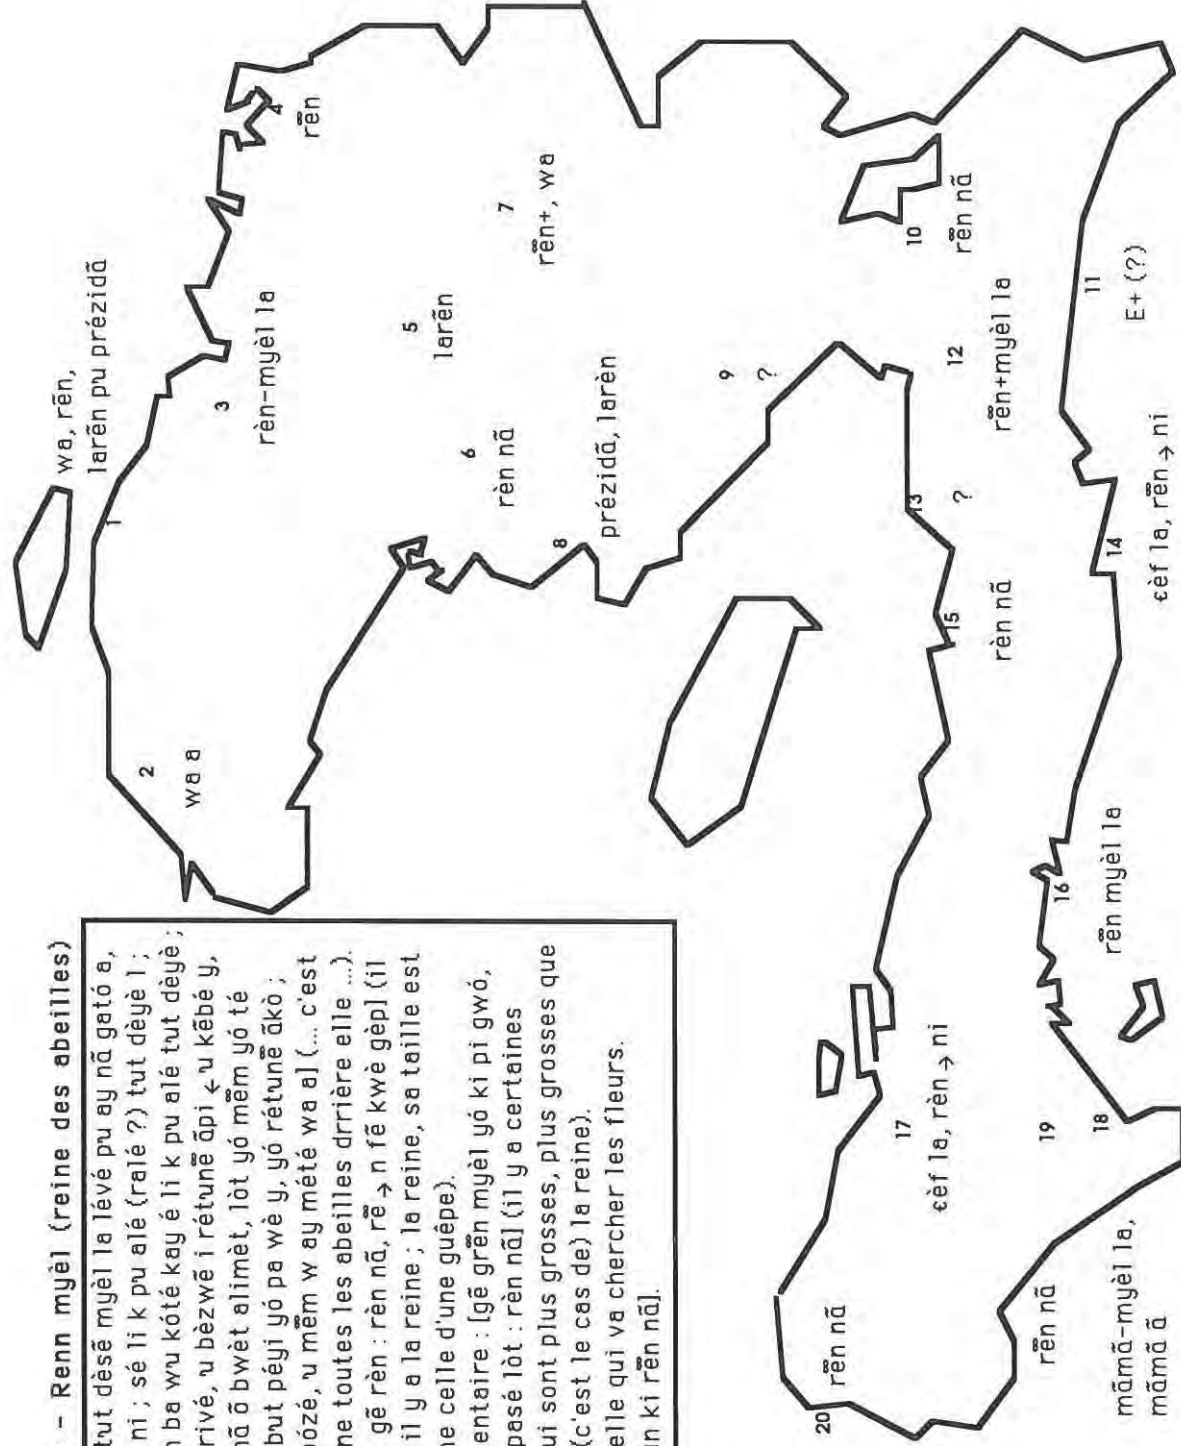 – Renn myèl (reine des abeilles)
tut dèsẽ myèl la lévé pu ay nã gató a,
ni ; sé li k pu alé (ralé ?) tut dèyè l ;
ba w'u kóté kay é li k pu alé tut dèyè ;
rivé, u bèzwẽ i rétunẽ ãpi ← u kẽbé y,
nã õ bwèt alimèt, lòt yó mẽm yó té
but péyi yó pa wè y, yó rétunẽ ãkò ;
pózé, u mẽm w ay mété wa a] (... c'est
ne toutes les abeilles drrière elle ...).
gẽ rèn : rèn nã, rẽ → n fẽ kwè gèp] (il
il y a la reine ; la reine, sa taille est
ne celle d'une guêpe).
entaire : [gẽ grẽn myèl yó ki pi gwó,
pasé lòt : rèn nã] (il y a certaines
ui sont plus grosses, plus grosses que
(c'est le cas de) la reine).
elle qui va chercher les fleurs.
un ki rẽn nã].
wa, rẽn,
larẽn pu prézidã
1
2
wa a
3
rèn-myèl la
4
rẽn
5
larẽn
6
rèn nã
7
rẽn+, wa
8
prézidã, larèn
9
?
10
rẽn nã
11
E+ (?)
12
rẽn+myèl la
13
?
14
ɛèf la, rẽn → ni
15
rèn nã
16
rẽn myèl la
17
ɛèf la, rèn → ni
18
mãmã-myèl la,
mãmã ã
19
rẽn nã
20
rẽn nã